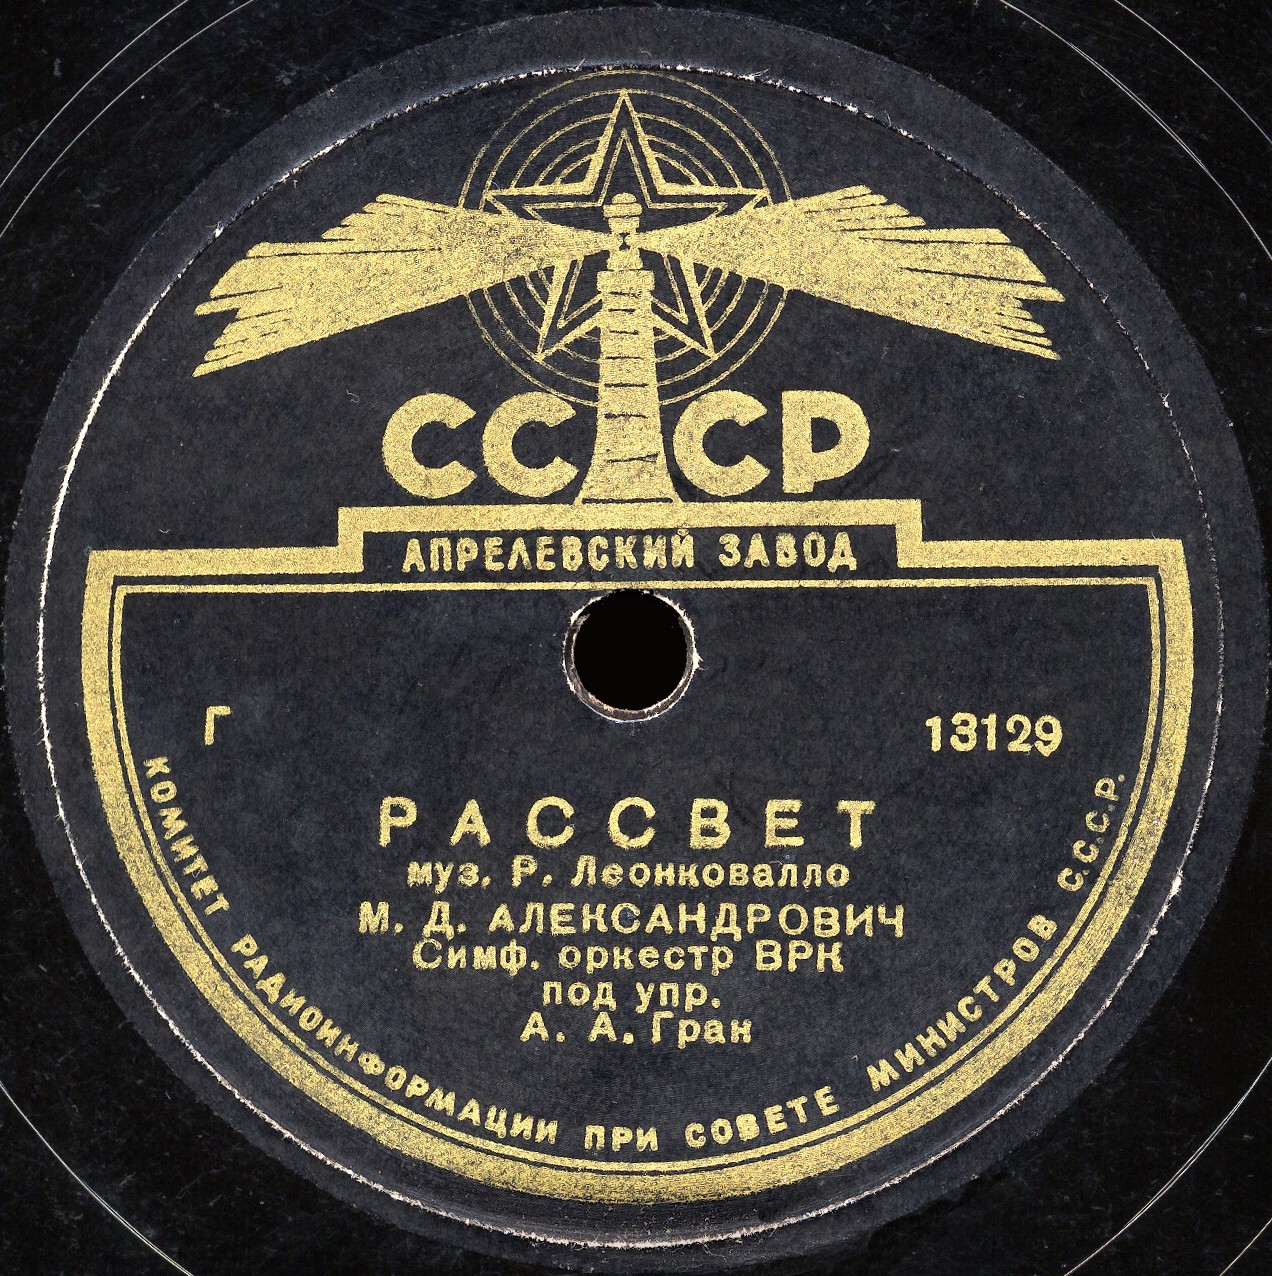 СССР
АПРЕЛЕВСКИЙ ЗАВОД
Г
13129
РАССВЕТ
муз. Р. Леонковалло
М. Д. АЛЕКСАНДРОВИЧ
Симф. оркестр ВРК
под упр.
А. А. Гран
КОМИТЕТ РАДИОИНФОРМАЦИИ ПРИ СОВЕТЕ МИНИСТРОВ С.С.С.Р.